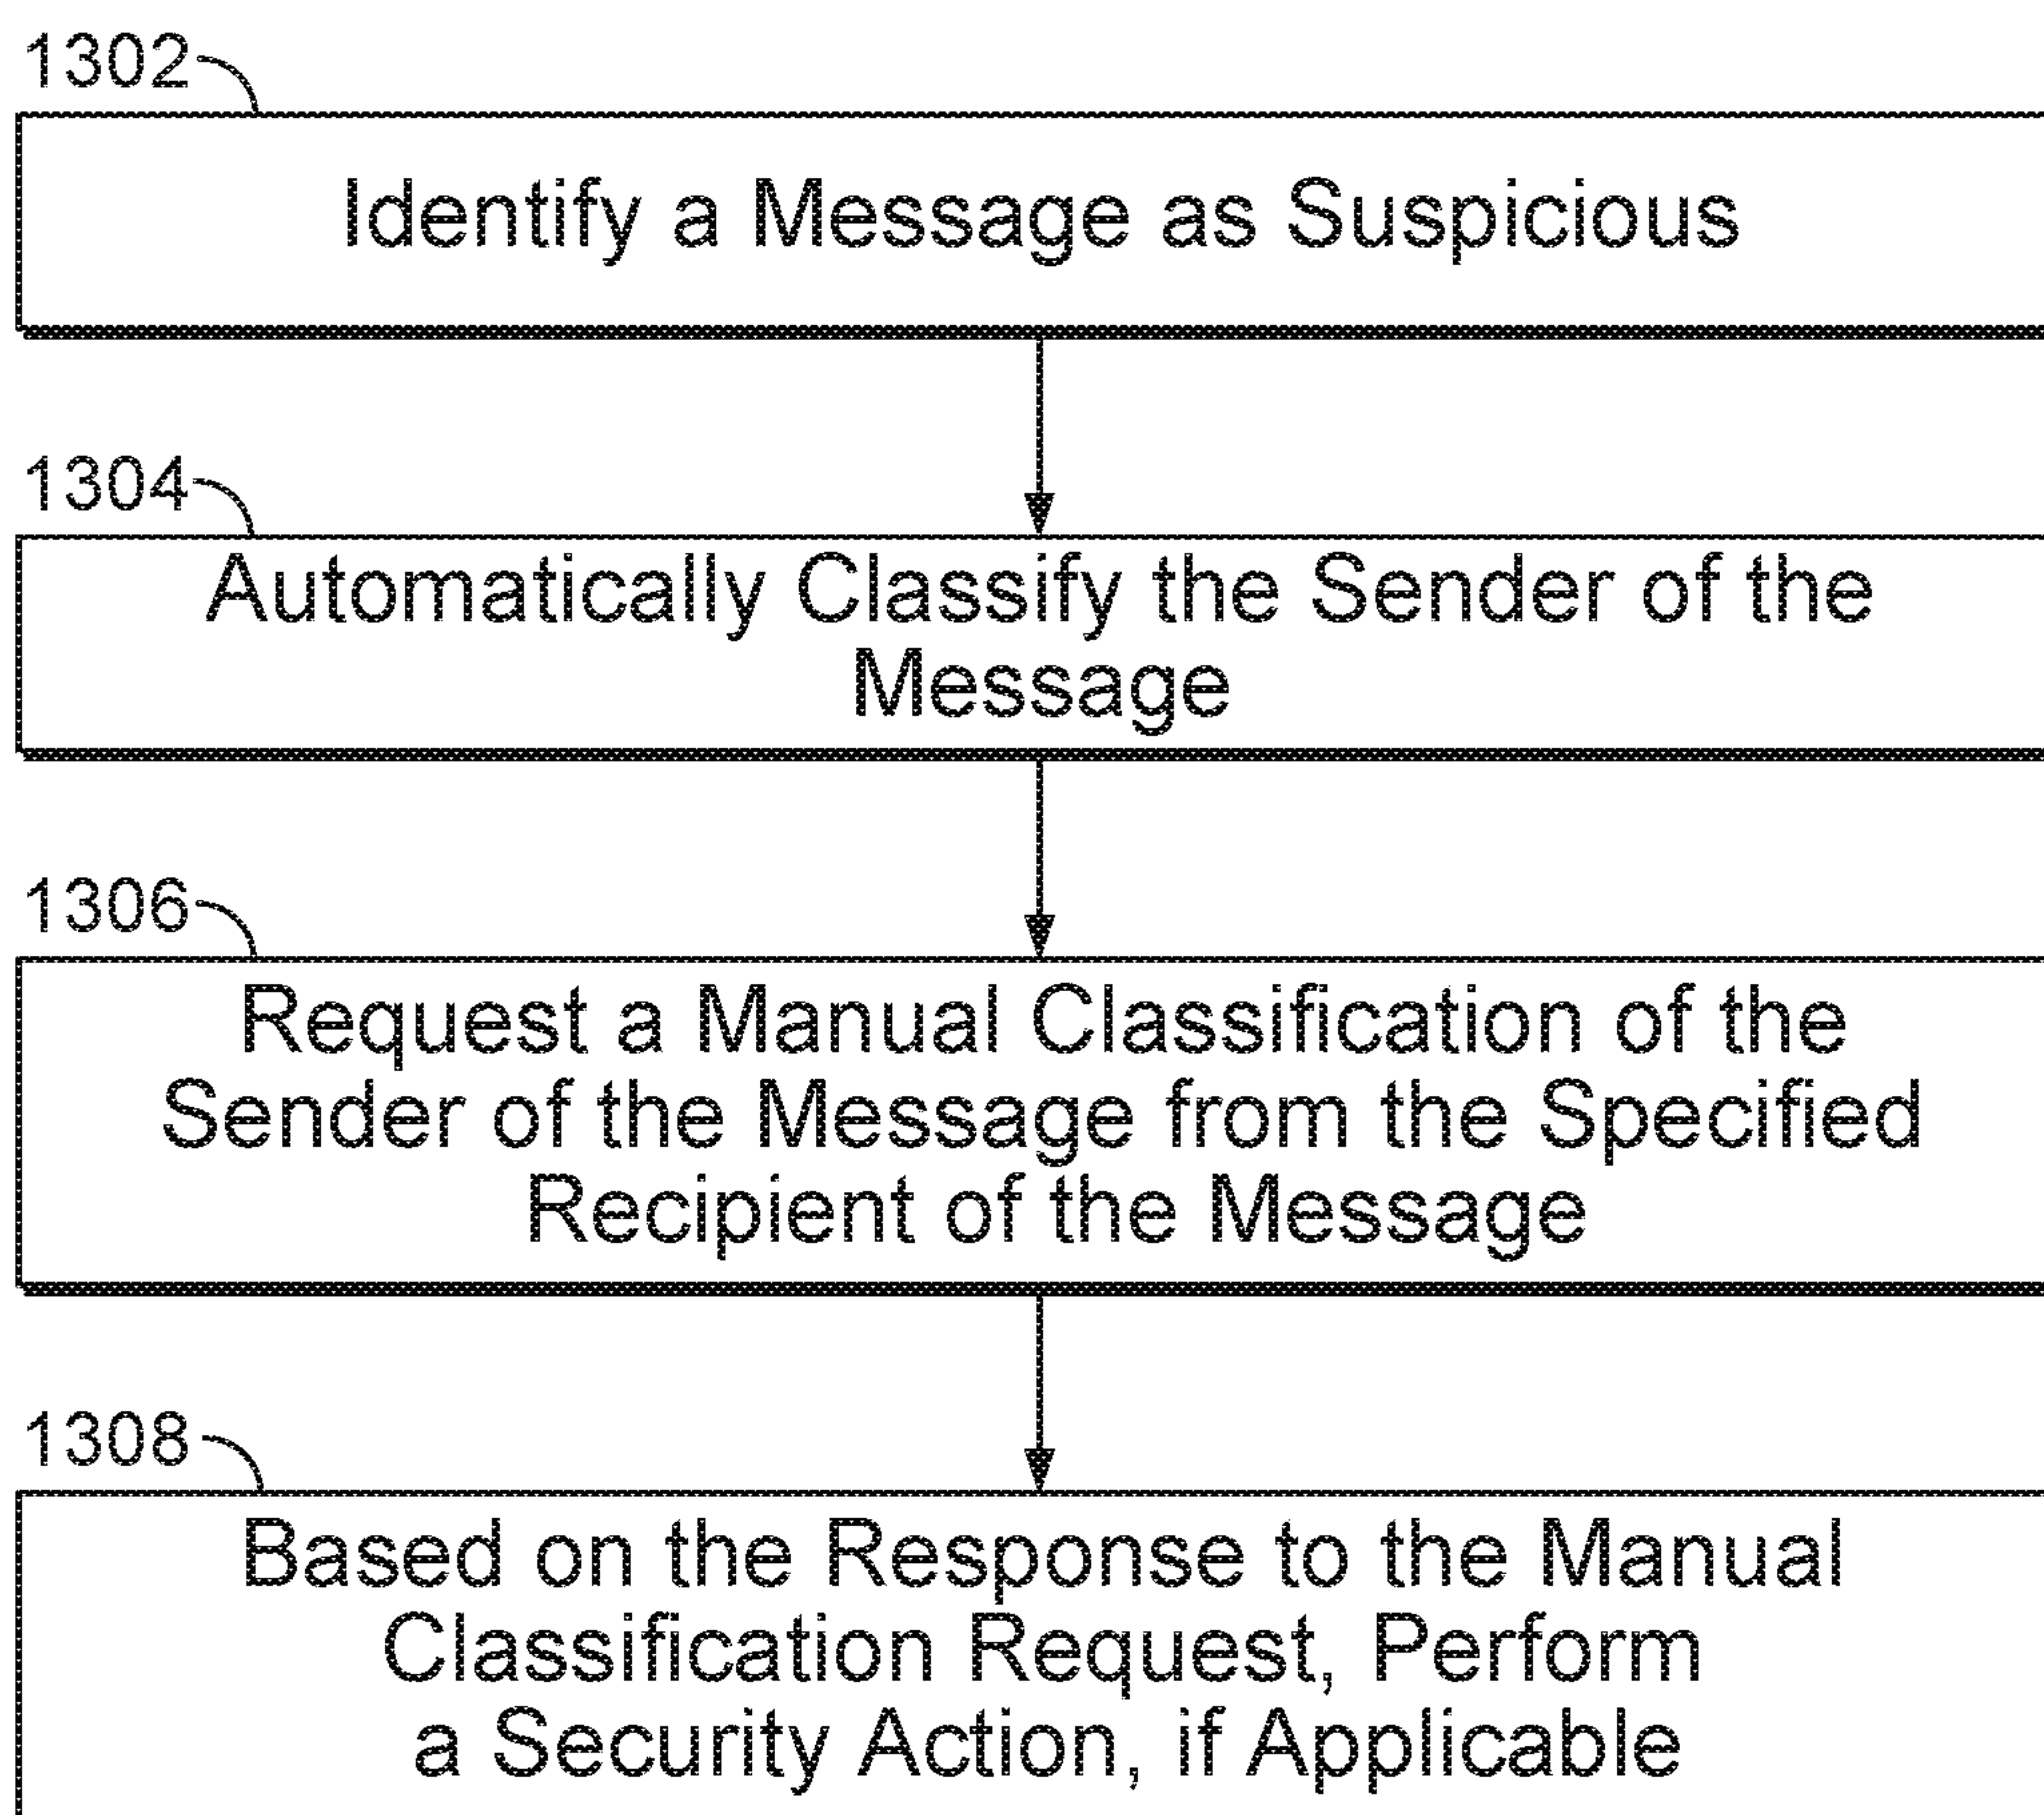 1302
Identify a Message as Suspicious
1304
Automatically Classify the Sender of the
Message
1306
Request a Manual Classification of the
Sender of the Message from the Specified
Recipient of the Message
1308
Based on the Response to the Manual
Classification Request, Perform
a Security Action, if Applicable